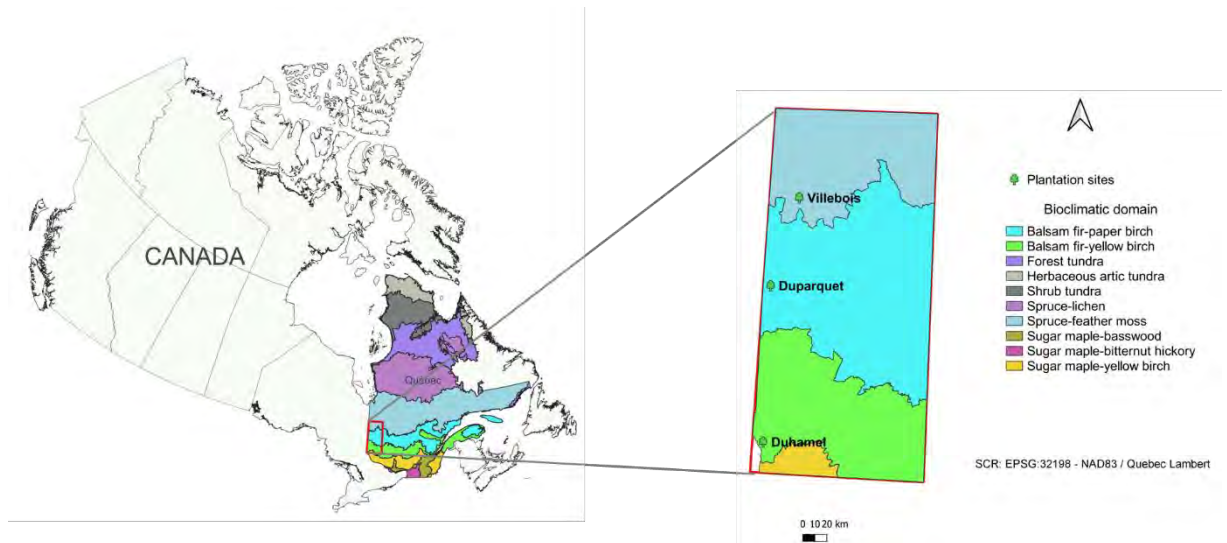 CANADA
Québec
Villebois
Duparquet
Duhamel
Plantation sites
Bioclimatic domain
Balsam fir-paper birch
Balsam fir-yellow birch
Forest tundra
Herbaceous artic tundra
Shrub tundra
Spruce-lichen
Spruce-feather moss
Sugar maple-basswood
Sugar maple-bitternut hickory
Sugar maple-yellow birch
SCR: EPSG:32198 - NAD83 / Quebec Lambert
0 10 20 km